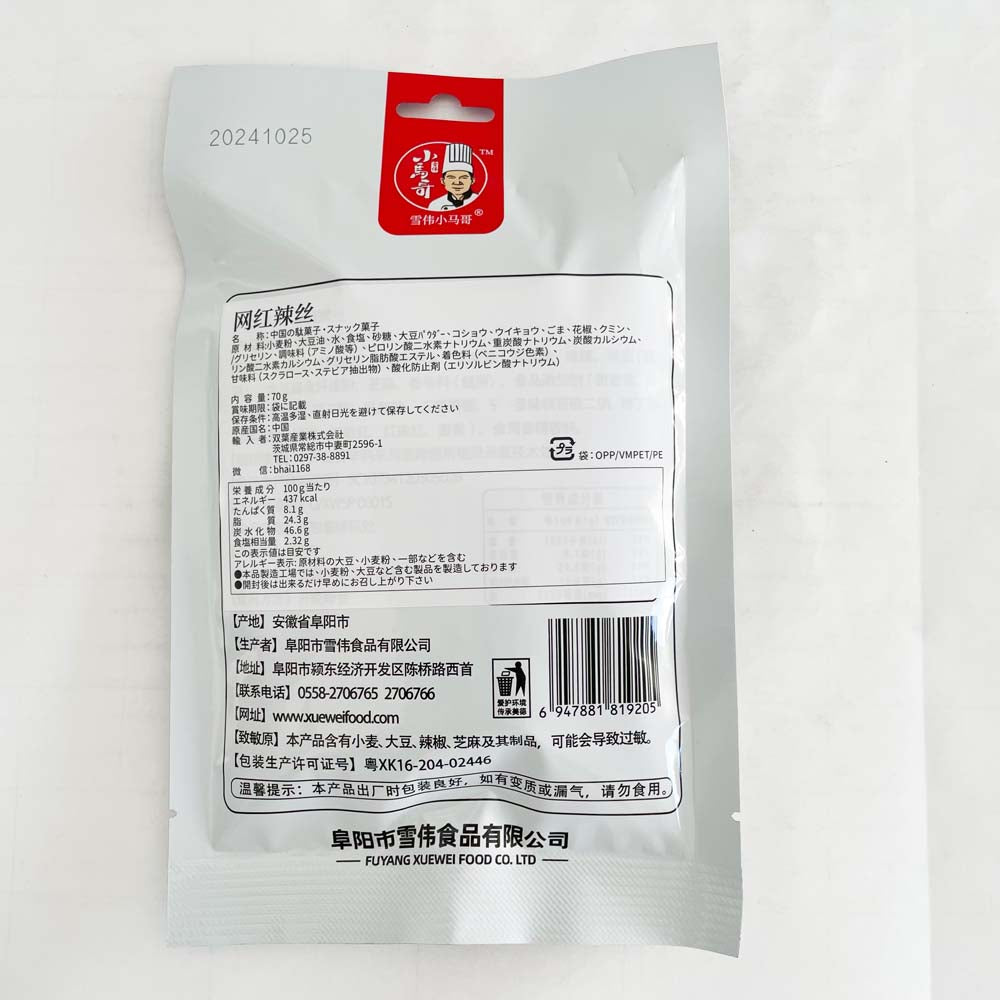 20241025
小馬哥
TM
雪伟小马哥®
网红辣丝
名　　称:中国の駄菓子・スナック菓子
原 材 料:小麦粉、大豆油、水、食塩、砂糖、大豆パウダー、コショウ、ウイキョウ、ごま、花椒、クミン、
/グリセリン、調味料(アミノ酸等)、ピロリン酸二水素ナトリウム、重炭酸ナトリウム、炭酸カルシウム、
リン酸二水素カルシウム、グリセリン脂肪酸エステル、着色料(ベニコウジ色素)、
甘味料(スクラロース、ステビア抽出物)、酸化防止剤(エリソルビン酸ナトリウム)
内 容 量:70g
賞味期限:袋に記載
保存条件:高温多湿、直射日光を避けて保存してください
原産国名:中国
輸 入 者:双葉産業株式会社
茨城県常総市中妻町2596-1
TEL:0297-38-8891
微　　信:bhai1168
プラ 袋:OPP/VMPET/PE
栄養成分 100g当たり
エネルギー 437 kcal
たんぱく質 8.1g
脂　　質 24.3g
炭水化物 46.6g
食塩相当量 2.32g
この表示値は目安です
アレルギー表示:原材料の大豆、小麦粉、一部などを含む
●本品製造工場では、小麦粉、大豆など含む製品を製造しております
●開封後は出来るだけ早めにお召し上がり下さい
【产地】安徽省阜阳市
【生产者】阜阳市雪伟食品有限公司
【地址】阜阳市颍东经济开发区陈桥路西首
【联系电话】0558-2706765 2706766
【网址】www.xueweifood.com
爱护环境
传承美德
6 947881 819205
【致敏原】本产品含有小麦、大豆、辣椒、芝麻及其制品，可能会导致过敏。
【包装生产许可证号】粤XK16-204-02446
温馨提示：本产品出厂时包装良好，如有变质或漏气，请勿食用。
阜阳市雪伟食品有限公司
FUYANG XUEWEI FOOD CO. LTD